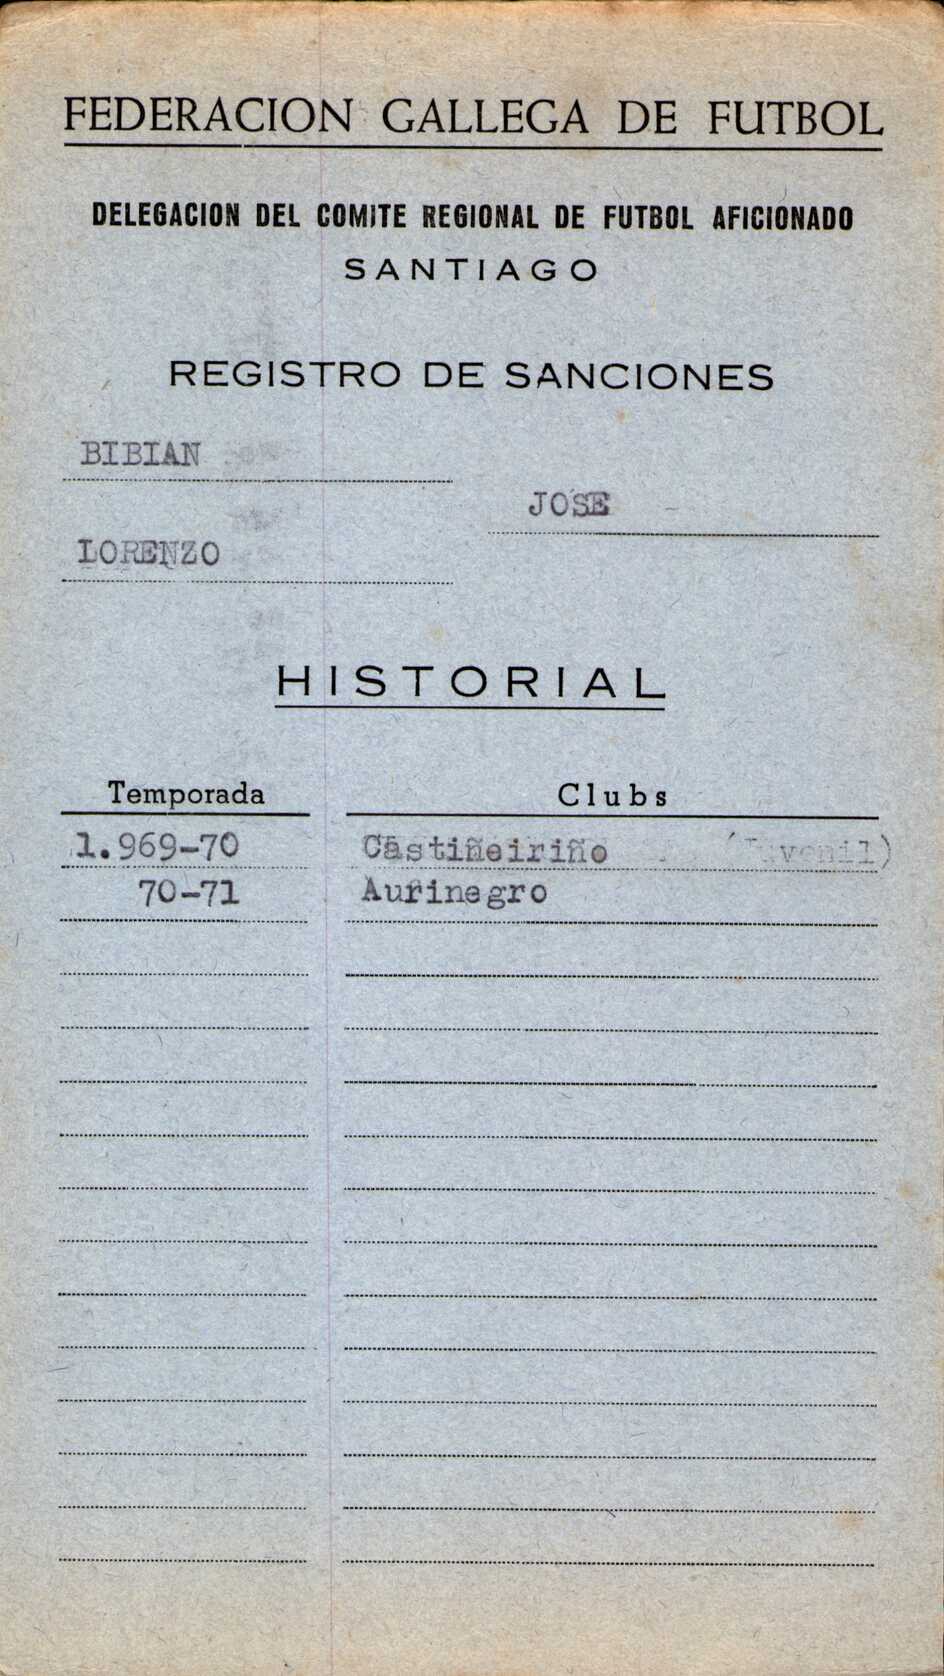 FEDERACION GALLEGA DE FUTBOL
DELEGACION DEL COMITE REGIONAL DE FUTBOL AFICIONADO
SANTIAGO
REGISTRO DE SANCIONES
BIBIAN
JOSE
LORENZO
HISTORIAL
Temporada Clubs
1.969-70 Castiñeiriño (Juvenil)
70-71 Aurinegro